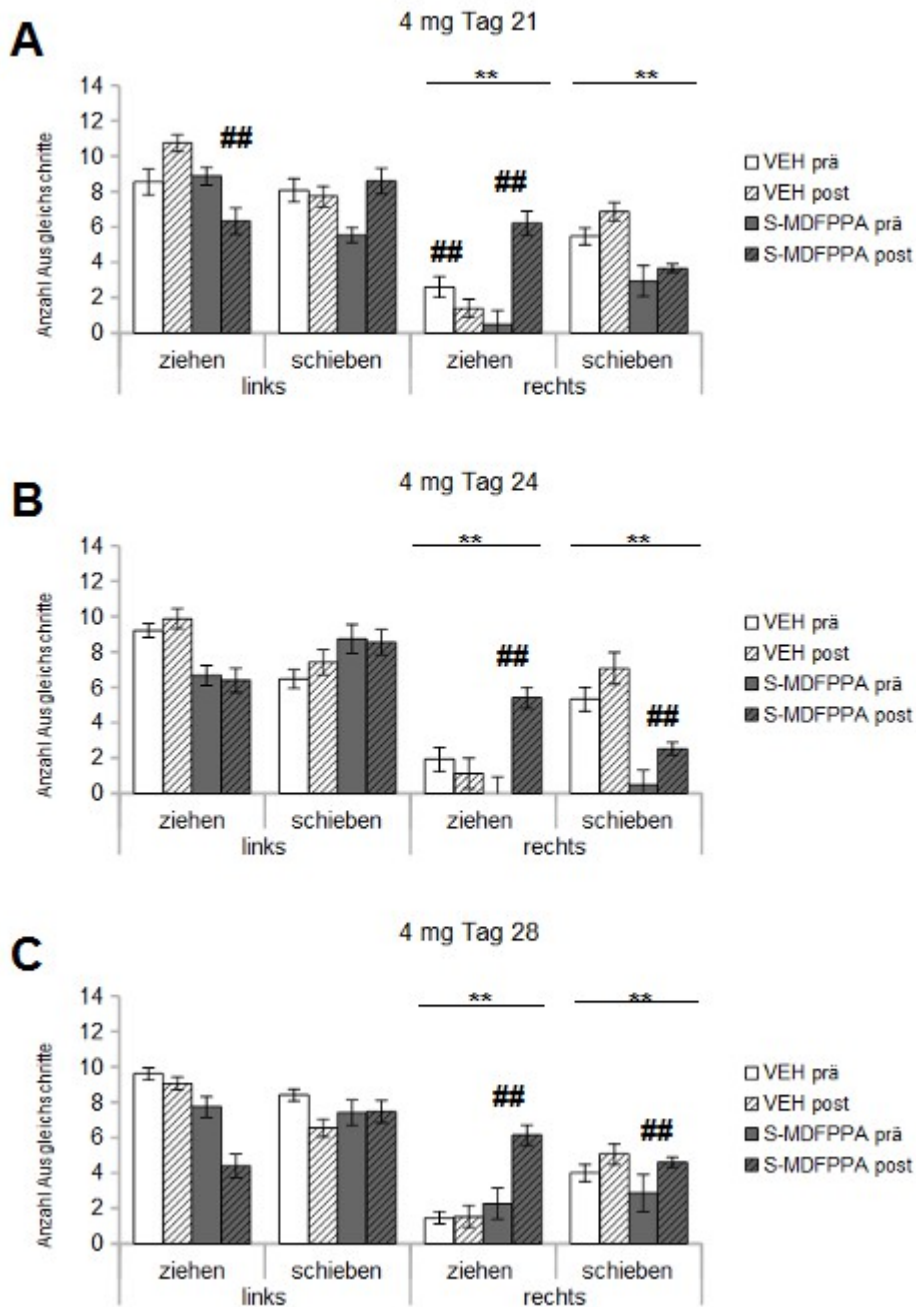 4 mg Tag 21
A
** **
14
12
10
8
6
4
2
0
Anzahl Ausgleichschritte
## ## ##
ziehen schieben ziehen schieben
links rechts
VEH prä
VEH post
S-MDFPPA prä
S-MDFPPA post
4 mg Tag 24
B
** **
14
12
10
8
6
4
2
0
Anzahl Ausgleichschritte
## ##
ziehen schieben ziehen schieben
links rechts
VEH prä
VEH post
S-MDFPPA prä
S-MDFPPA post
4 mg Tag 28
C
** **
14
12
10
8
6
4
2
0
Anzahl Ausgleichschritte
## ##
ziehen schieben ziehen schieben
links rechts
VEH prä
VEH post
S-MDFPPA prä
S-MDFPPA post